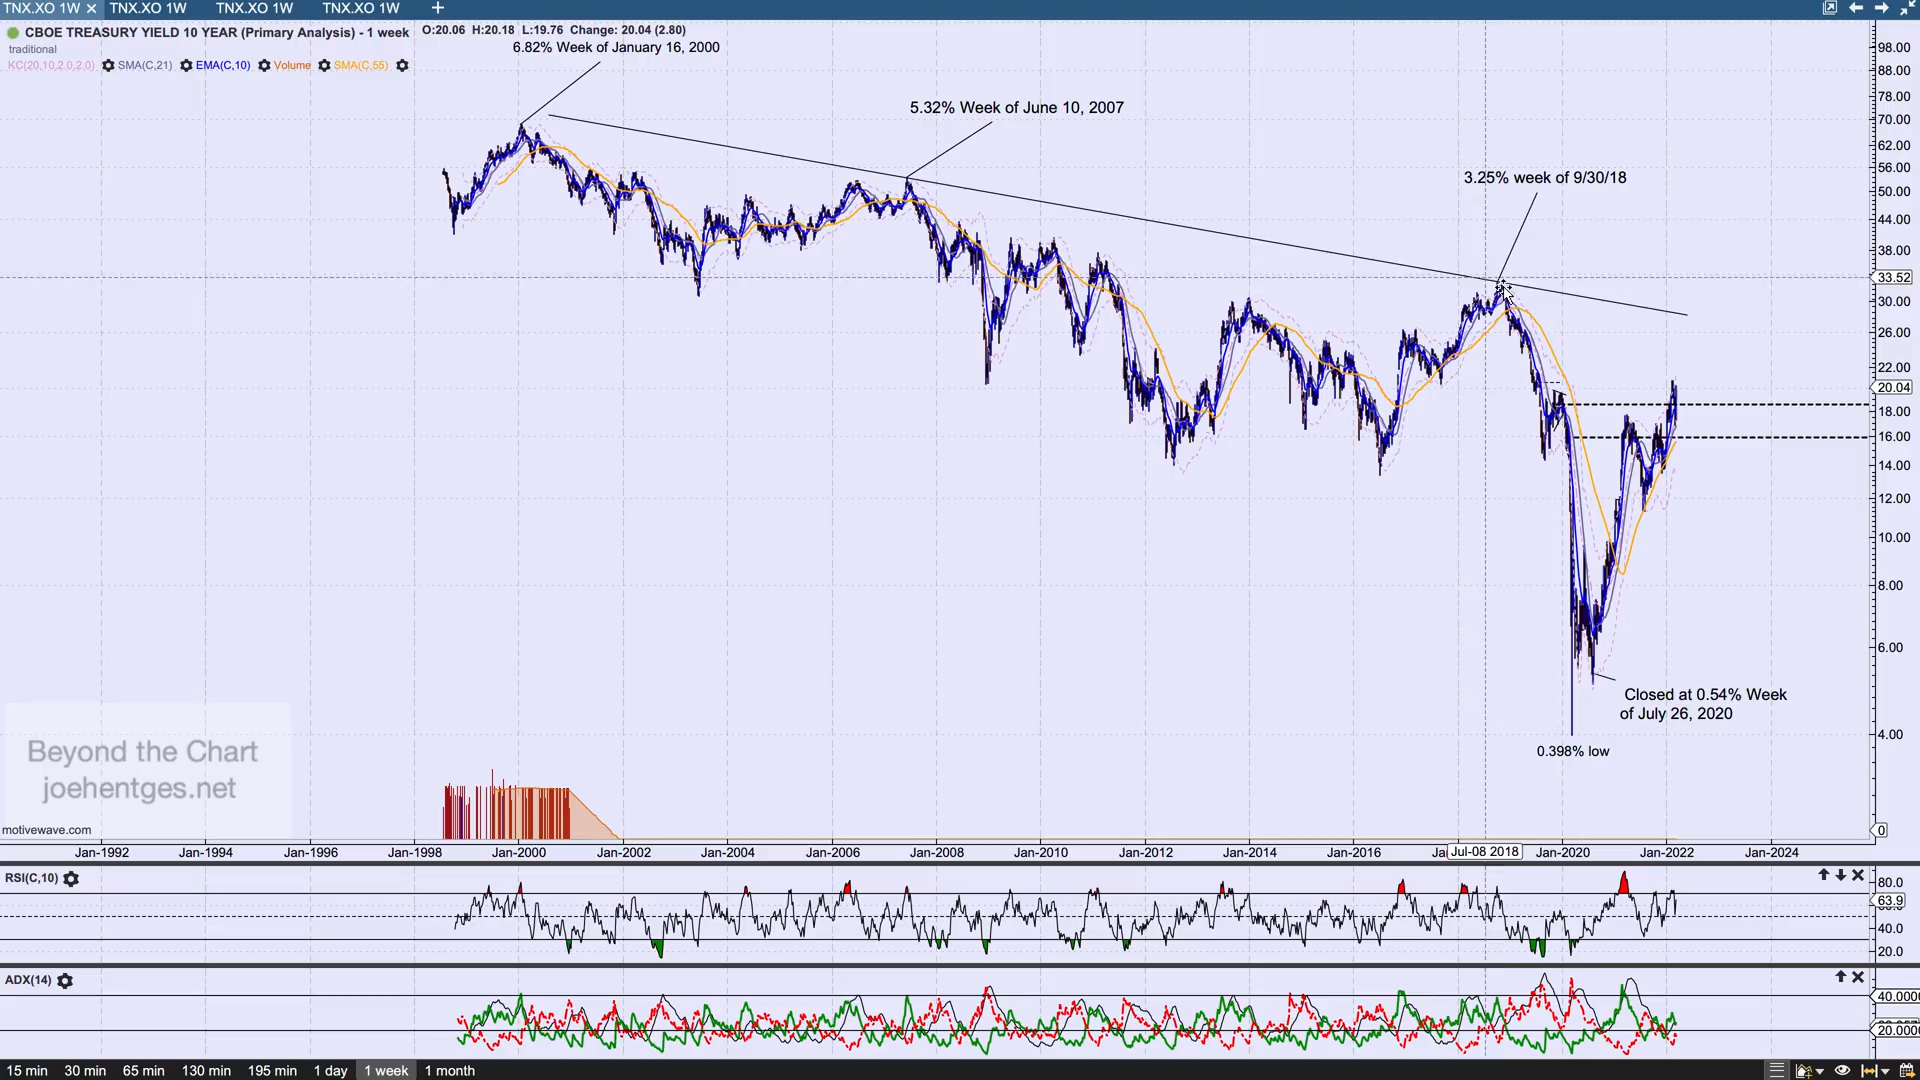 TNX.XO 1W TNX.XO 1W TNX.XO 1W TNX.XO 1W
CBOE TREASURY YIELD 10 YEAR (Primary Analysis) - 1 week O:20.06 H:20.18 L:19.76 Change: 20.04 (2.80)
traditional
KC(20,10,2.0,2.0) SMA(C,21) EMA(C,10) Volume SMA(C,55)
6.82% Week of January 16, 2000
5.32% Week of June 10, 2007
3.25% week of 9/30/18
98.00
88.00
78.00
70.00
62.00
56.00
50.00
44.00
38.00
33.52
30.00
26.00
22.00
20.04
18.00
16.00
14.00
12.00
10.00
8.00
6.00
4.00
0
Closed at 0.54% Week
of July 26, 2020
0.398% low
Beyond the Chart
joehentges.net
motivewave.com
Jan-1992 Jan-1994 Jan-1996 Jan-1998 Jan-2000 Jan-2002 Jan-2004 Jan-2006 Jan-2008 Jan-2010 Jan-2012 Jan-2014 Jan-2016 Jul-08 2018 Jan-2020 Jan-2022 Jan-2024
RSI(C,10)
80.0
63.9
40.0
20.0
ADX(14)
40.0000
20.0000
15 min 30 min 65 min 130 min 195 min 1 day 1 week 1 month